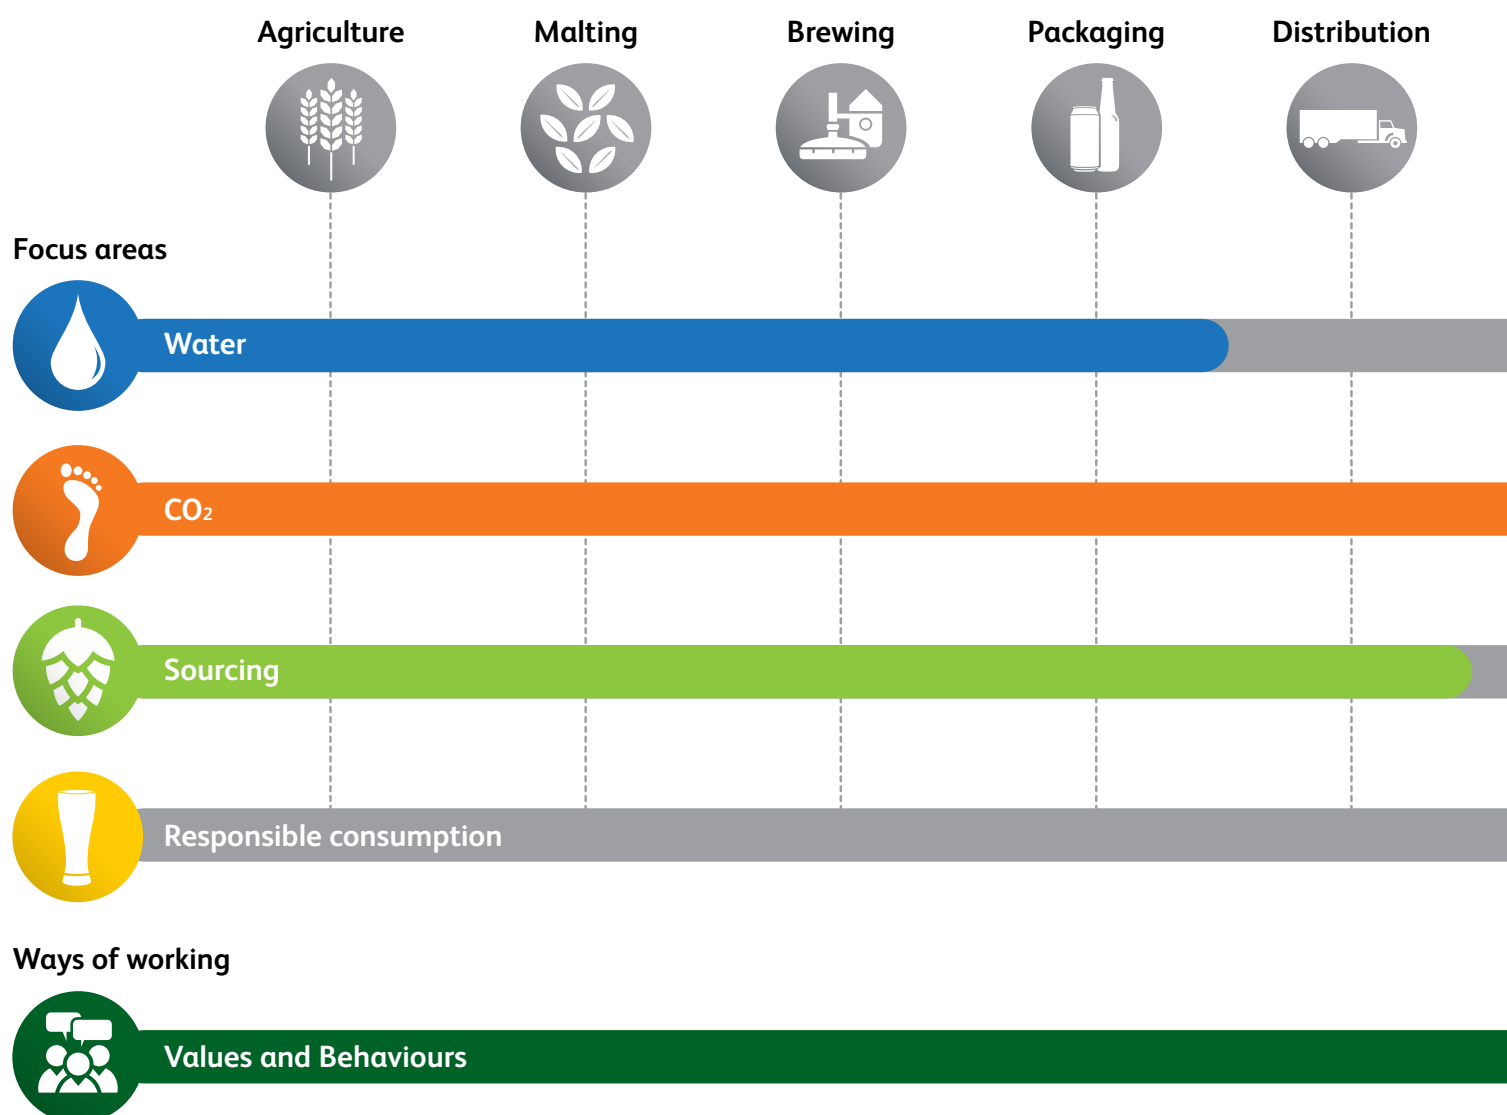 Agriculture
Malting
Brewing
Packaging
Distribution
Focus areas
Water
CO₂
Sourcing
Responsible consumption
Ways of working
Values and Behaviours